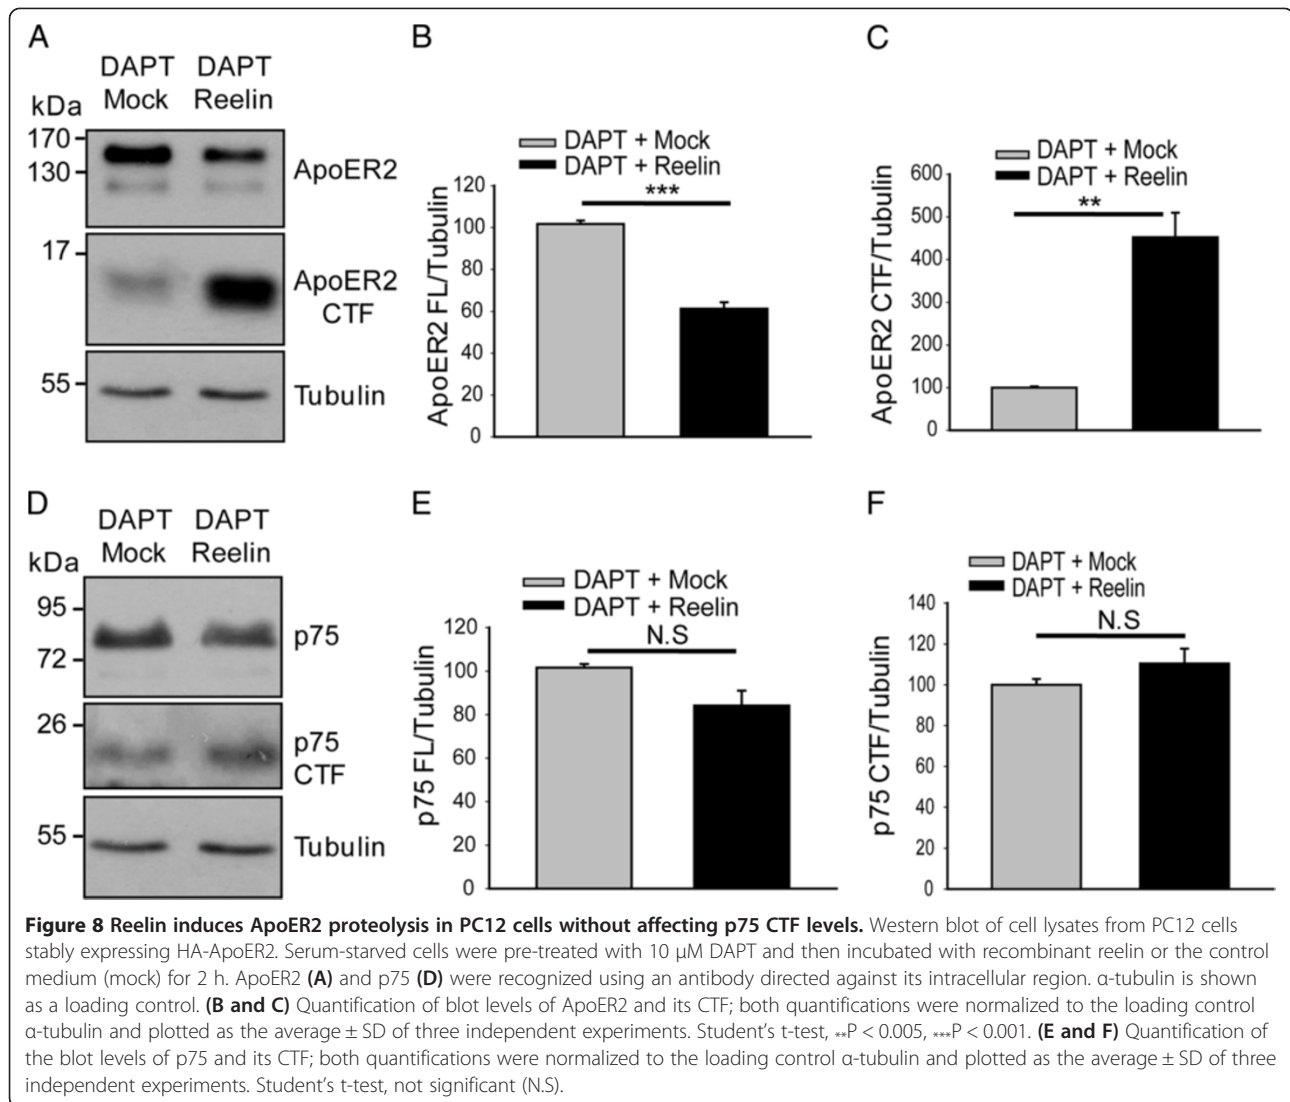 A
DAPT DAPT
Mock Reelin
kDa
170
130
ApoER2
17
ApoER2
CTF
55
Tubulin
B
DAPT + Mock
DAPT + Reelin
120
100
80
60
40
20
0
***
ApoER2 FL/Tubulin
C
DAPT + Mock
DAPT + Reelin
600
500
400
300
200
100
0
**
ApoER2 CTF/Tubulin
D
DAPT DAPT
Mock Reelin
kDa
95
72
p75
26
p75
CTF
55
Tubulin
E
DAPT + Mock
DAPT + Reelin
120
100
80
60
40
20
0
N.S
p75 FL/Tubulin
F
DAPT + Mock
DAPT + Reelin
140
120
100
80
60
40
20
0
N.S
p75 CTF/Tubulin
Figure 8 Reelin induces ApoER2 proteolysis in PC12 cells without affecting p75 CTF levels. Western blot of cell lysates from PC12 cells
stably expressing HA-ApoER2. Serum-starved cells were pre-treated with 10 μM DAPT and then incubated with recombinant reelin or the control
medium (mock) for 2 h. ApoER2 (A) and p75 (D) were recognized using an antibody directed against its intracellular region. α-tubulin is shown
as a loading control. (B and C) Quantification of blot levels of ApoER2 and its CTF; both quantifications were normalized to the loading control
α-tubulin and plotted as the average ± SD of three independent experiments. Student's t-test, **P < 0.005, ***P < 0.001. (E and F) Quantification of
the blot levels of p75 and its CTF; both quantifications were normalized to the loading control α-tubulin and plotted as the average ± SD of three
independent experiments. Student's t-test, not significant (N.S).